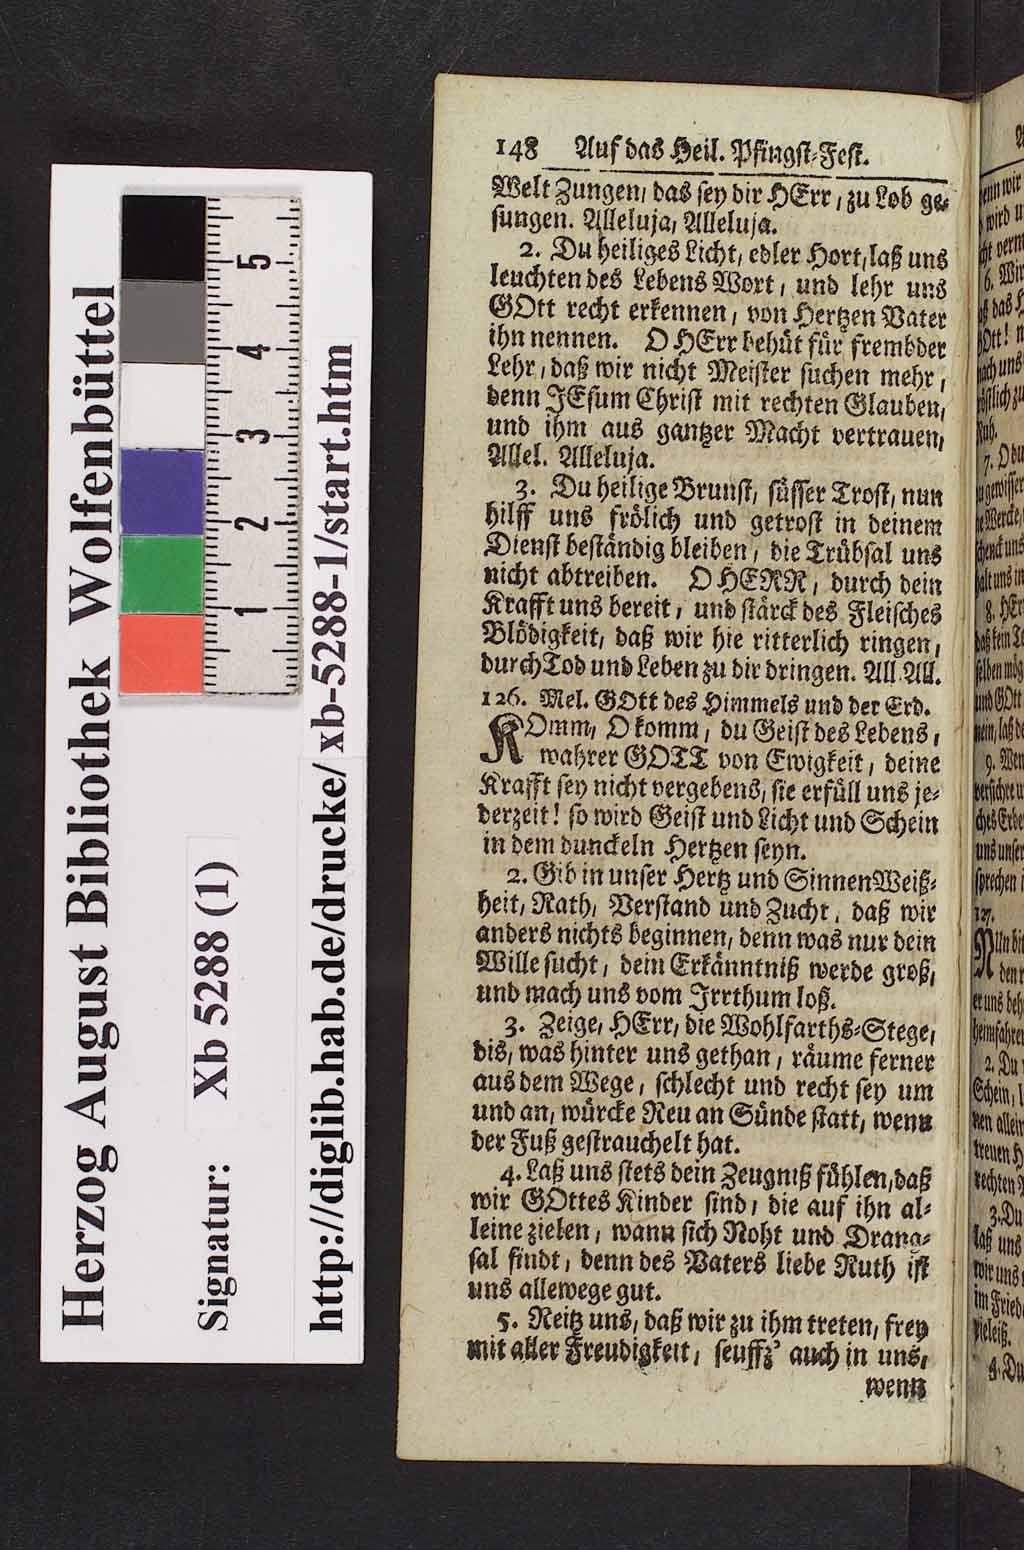 Herzog August Bibliothek Wolfenbüttel
Signatur: Xb 5288 (1)
http://diglib.hab.de/drucke/ xb-5288-1/start.htm
1 2 3 4 5
148 Auf das Heil. Pfingst-Fest.
Welt Zungen, das sey dir HErr, zu Lob ge-
sungen. Alleluja, Alleluja.
2. Du heiliges Licht, edler Hort, laß uns
leuchten des Lebens Wort, und lehr uns
GOtt recht erkennen, von Hertzen Vater
ihn nennen. O HErr behüt für frembder
Lehr, daß wir nicht Meister suchen mehr,
denn JEsum Christ mit rechten Glauben,
und ihm aus gantzer Macht vertrauen,
Allel. Alleluja.
3. Du heilige Brunst, süsser Trost, nun
hilff uns frölich und getrost in deinem
Dienst beständig bleiben, die Trübsal uns
nicht abtreiben. O HERR, durch dein
Krafft uns bereit, und stärck des Fleisches
Blödigkeit, daß wir hie ritterlich ringen,
durch Tod und Leben zu dir dringen. All. All.
126. Mel. GOtt des Himmels und der Erd.
KOmm, O komm, du Geist des Lebens,
wahrer GOTT von Ewigkeit, deine
Krafft sey nicht vergebens, sie erfüll uns je-
derzeit! so wird Geist und Licht und Schein
in dem dunckeln Hertzen seyn.
2. Gib in unser Hertz und Sinnen Weiß-
heit, Rath, Verstand und Zucht, daß wir
anders nichts beginnen, denn was nur dein
Wille sucht, dein Erkänntniß werde groß,
und mach uns vom Irrthum loß.
3. Zeige, HErr, die Wohlfarths-Stege,
dis, was hinter uns gethan, räume ferner
aus dem Wege, schlecht und recht sey um
und an, würcke Reu an Sünde statt, wenn
der Fuß gestrauchelt hat.
4. Laß uns stets dein Zeugniß fühlen, daß
wir GOttes Kinder sind, die auf ihn al-
leine zielen, wann sich Noht und Drang-
sal findt, denn des Vaters liebe Ruth ist
uns allewege gut.
5. Reitz uns, daß wir zu ihm treten, frey
mit aller Freudigkeit, seuffz' auch in uns,
wenn